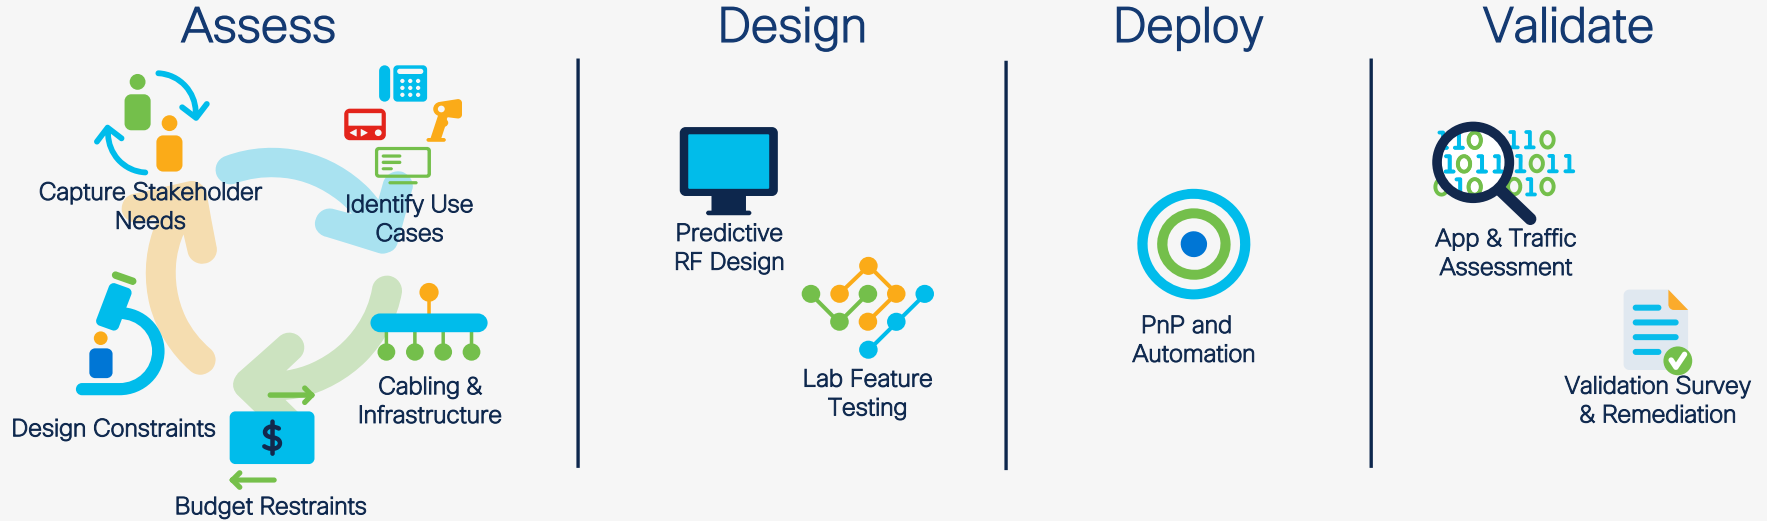 Assess
Capture Stakeholder
Needs
Identify Use
Cases
Cabling &
Infrastructure
Design Constraints
$
Budget Restraints
Design
Predictive
RF Design
Lab Feature
Testing
Deploy
PnP and
Automation
Validate
110 110
1011 1011
010 010
App & Traffic
Assessment
Validation Survey
& Remediation